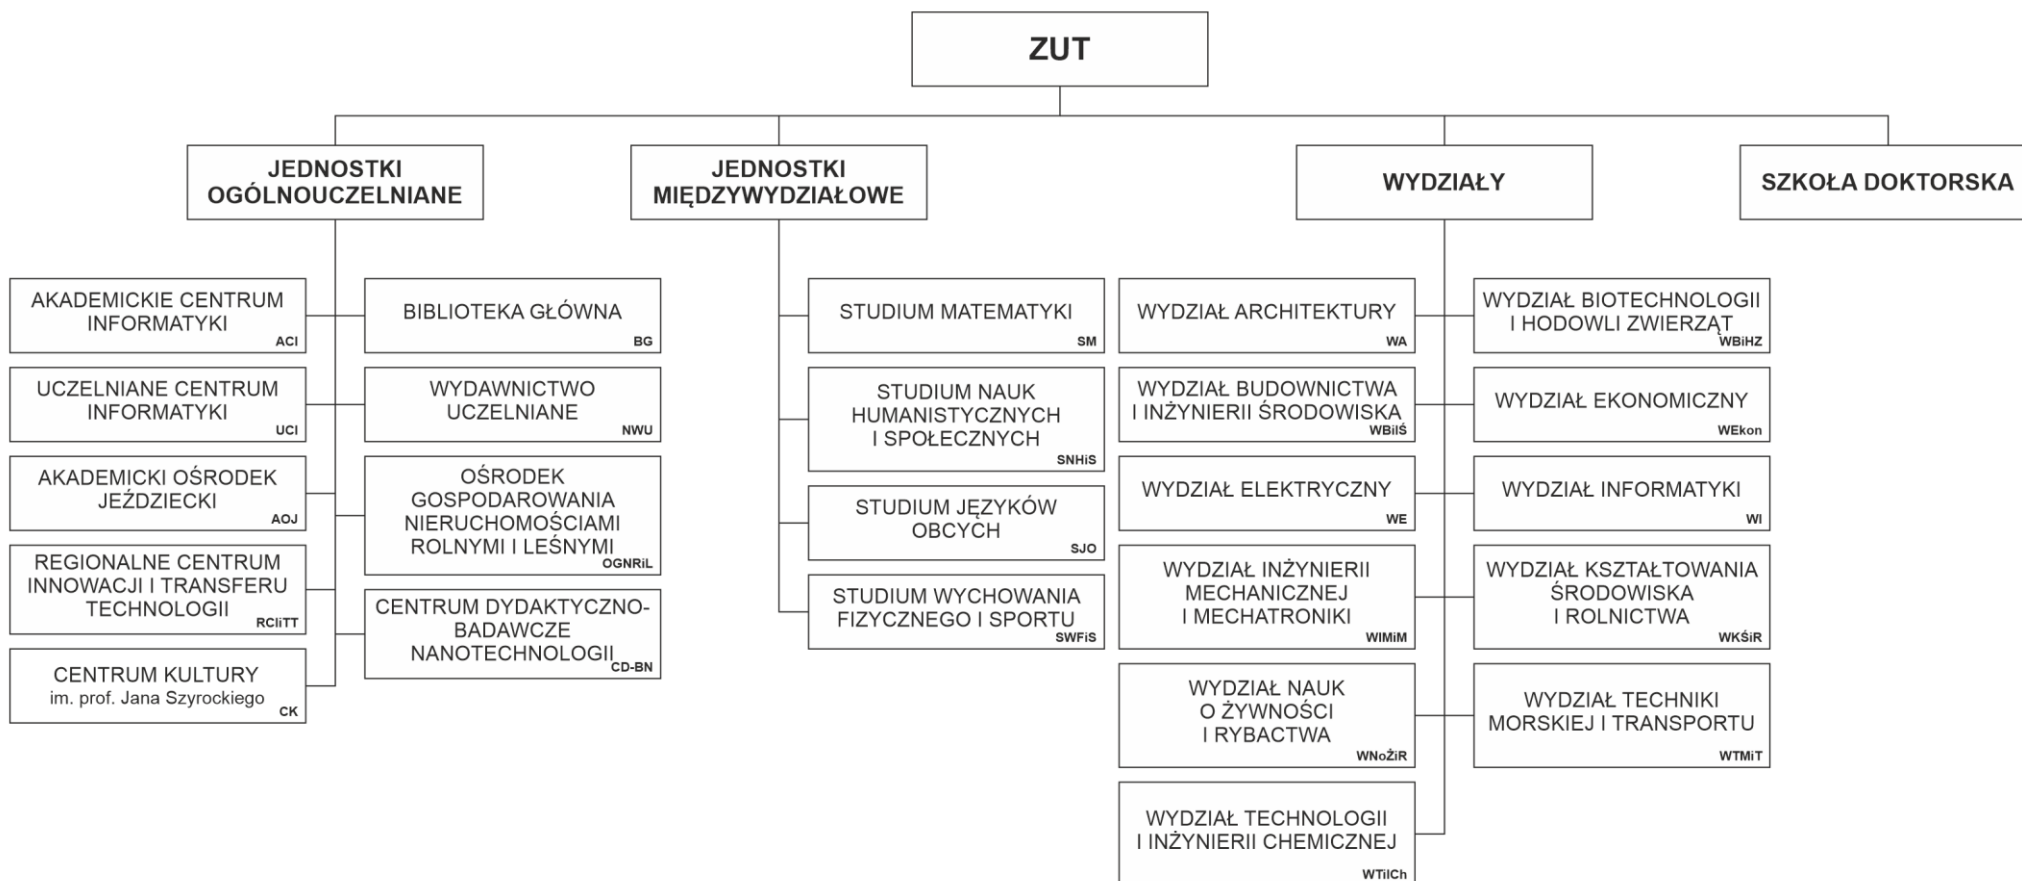 ZUT
JEDNOSTKI
OGÓLNOUCZELNIANE
JEDNOSTKI
MIĘDZYWYDZIAŁOWE
WYDZIAŁY
SZKOŁA DOKTORSKA
AKADEMICKIE CENTRUM
INFORMATYKI
ACI
UCZELNIANE CENTRUM
INFORMATYKI
UCI
AKADEMICKI OŚRODEK
JEŹDZIECKI
AOJ
REGIONALNE CENTRUM
INNOWACJI I TRANSFERU
TECHNOLOGII
RCIiTT
CENTRUM KULTURY
im. prof. Jana Szyrockiego
CK
BIBLIOTEKA GŁÓWNA
BG
WYDAWNICTWO
UCZELNIANE
NWU
OŚRODEK
GOSPODAROWANIA
NIERUCHOMOŚCIAMI
ROLNYMI I LEŚNYMI
OGNRiL
CENTRUM DYDAKTYCZNO-
BADAWCZE
NANOTECHNOLOGII
CD-BN
STUDIUM MATEMATYKI
SM
STUDIUM NAUK
HUMANISTYCZNYCH
I SPOŁECZNYCH
SNHiS
STUDIUM JĘZYKÓW
OBCYCH
SJO
STUDIUM WYCHOWANIA
FIZYCZNEGO I SPORTU
SWFiS
WYDZIAŁ ARCHITEKTURY
WA
WYDZIAŁ BUDOWNICTWA
I INŻYNIERII ŚRODOWISKA
WBiIŚ
WYDZIAŁ ELEKTRYCZNY
WE
WYDZIAŁ INŻYNIERII
MECHANICZNEJ
I MECHATRONIKI
WIMiM
WYDZIAŁ NAUK
O ŻYWNOŚCI
I RYBACTWA
WNoŻiR
WYDZIAŁ TECHNOLOGII
I INŻYNIERII CHEMICZNEJ
WTiICh
WYDZIAŁ BIOTECHNOLOGII
I HODOWLI ZWIERZĄT
WBiHZ
WYDZIAŁ EKONOMICZNY
WEkon
WYDZIAŁ INFORMATYKI
WI
WYDZIAŁ KSZTAŁTOWANIA
ŚRODOWISKA
I ROLNICTWA
WKŚiR
WYDZIAŁ TECHNIKI
MORSKIEJ I TRANSPORTU
WTMiT